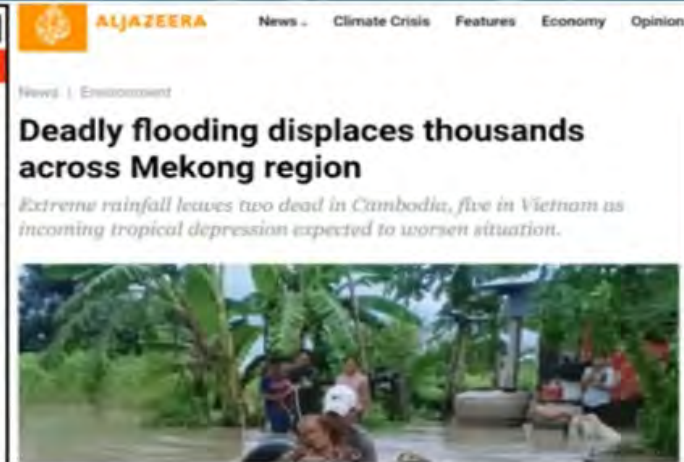 ALJAZEERA
News Climate Crisis Features Economy Opinion
News | Environment
Deadly flooding displaces thousands
across Mekong region
Extreme rainfall leaves two dead in Cambodia, five in Vietnam as
incoming tropical depression expected to worsen situation.